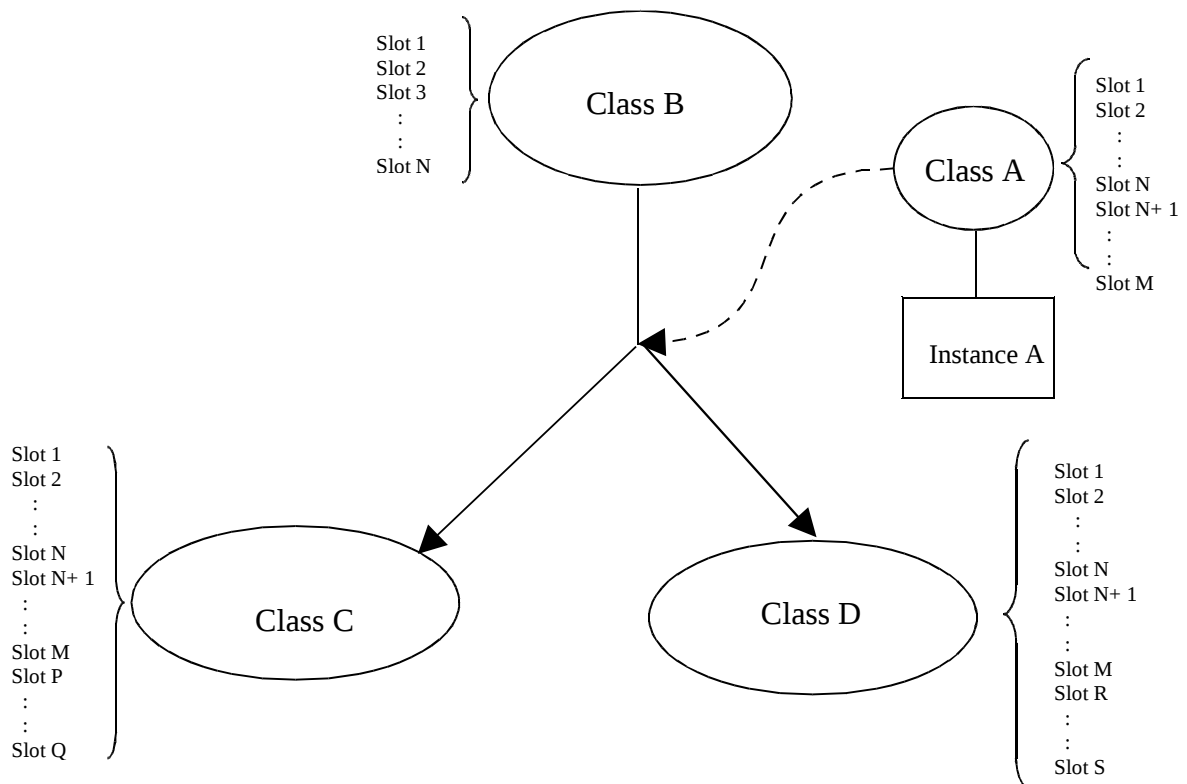 Slot 1
Slot 2
Slot 3
:
:
Slot N
Class B
Class A
Slot 1
Slot 2
:
:
Slot N
Slot N+ 1
:
:
Slot M
Instance A
Slot 1
Slot 2
:
:
Slot N
Slot N+ 1
:
:
Slot M
Slot P
:
:
Slot Q
Class C
Class D
Slot 1
Slot 2
:
:
Slot N
Slot N+ 1
:
:
Slot M
Slot R
:
:
Slot S